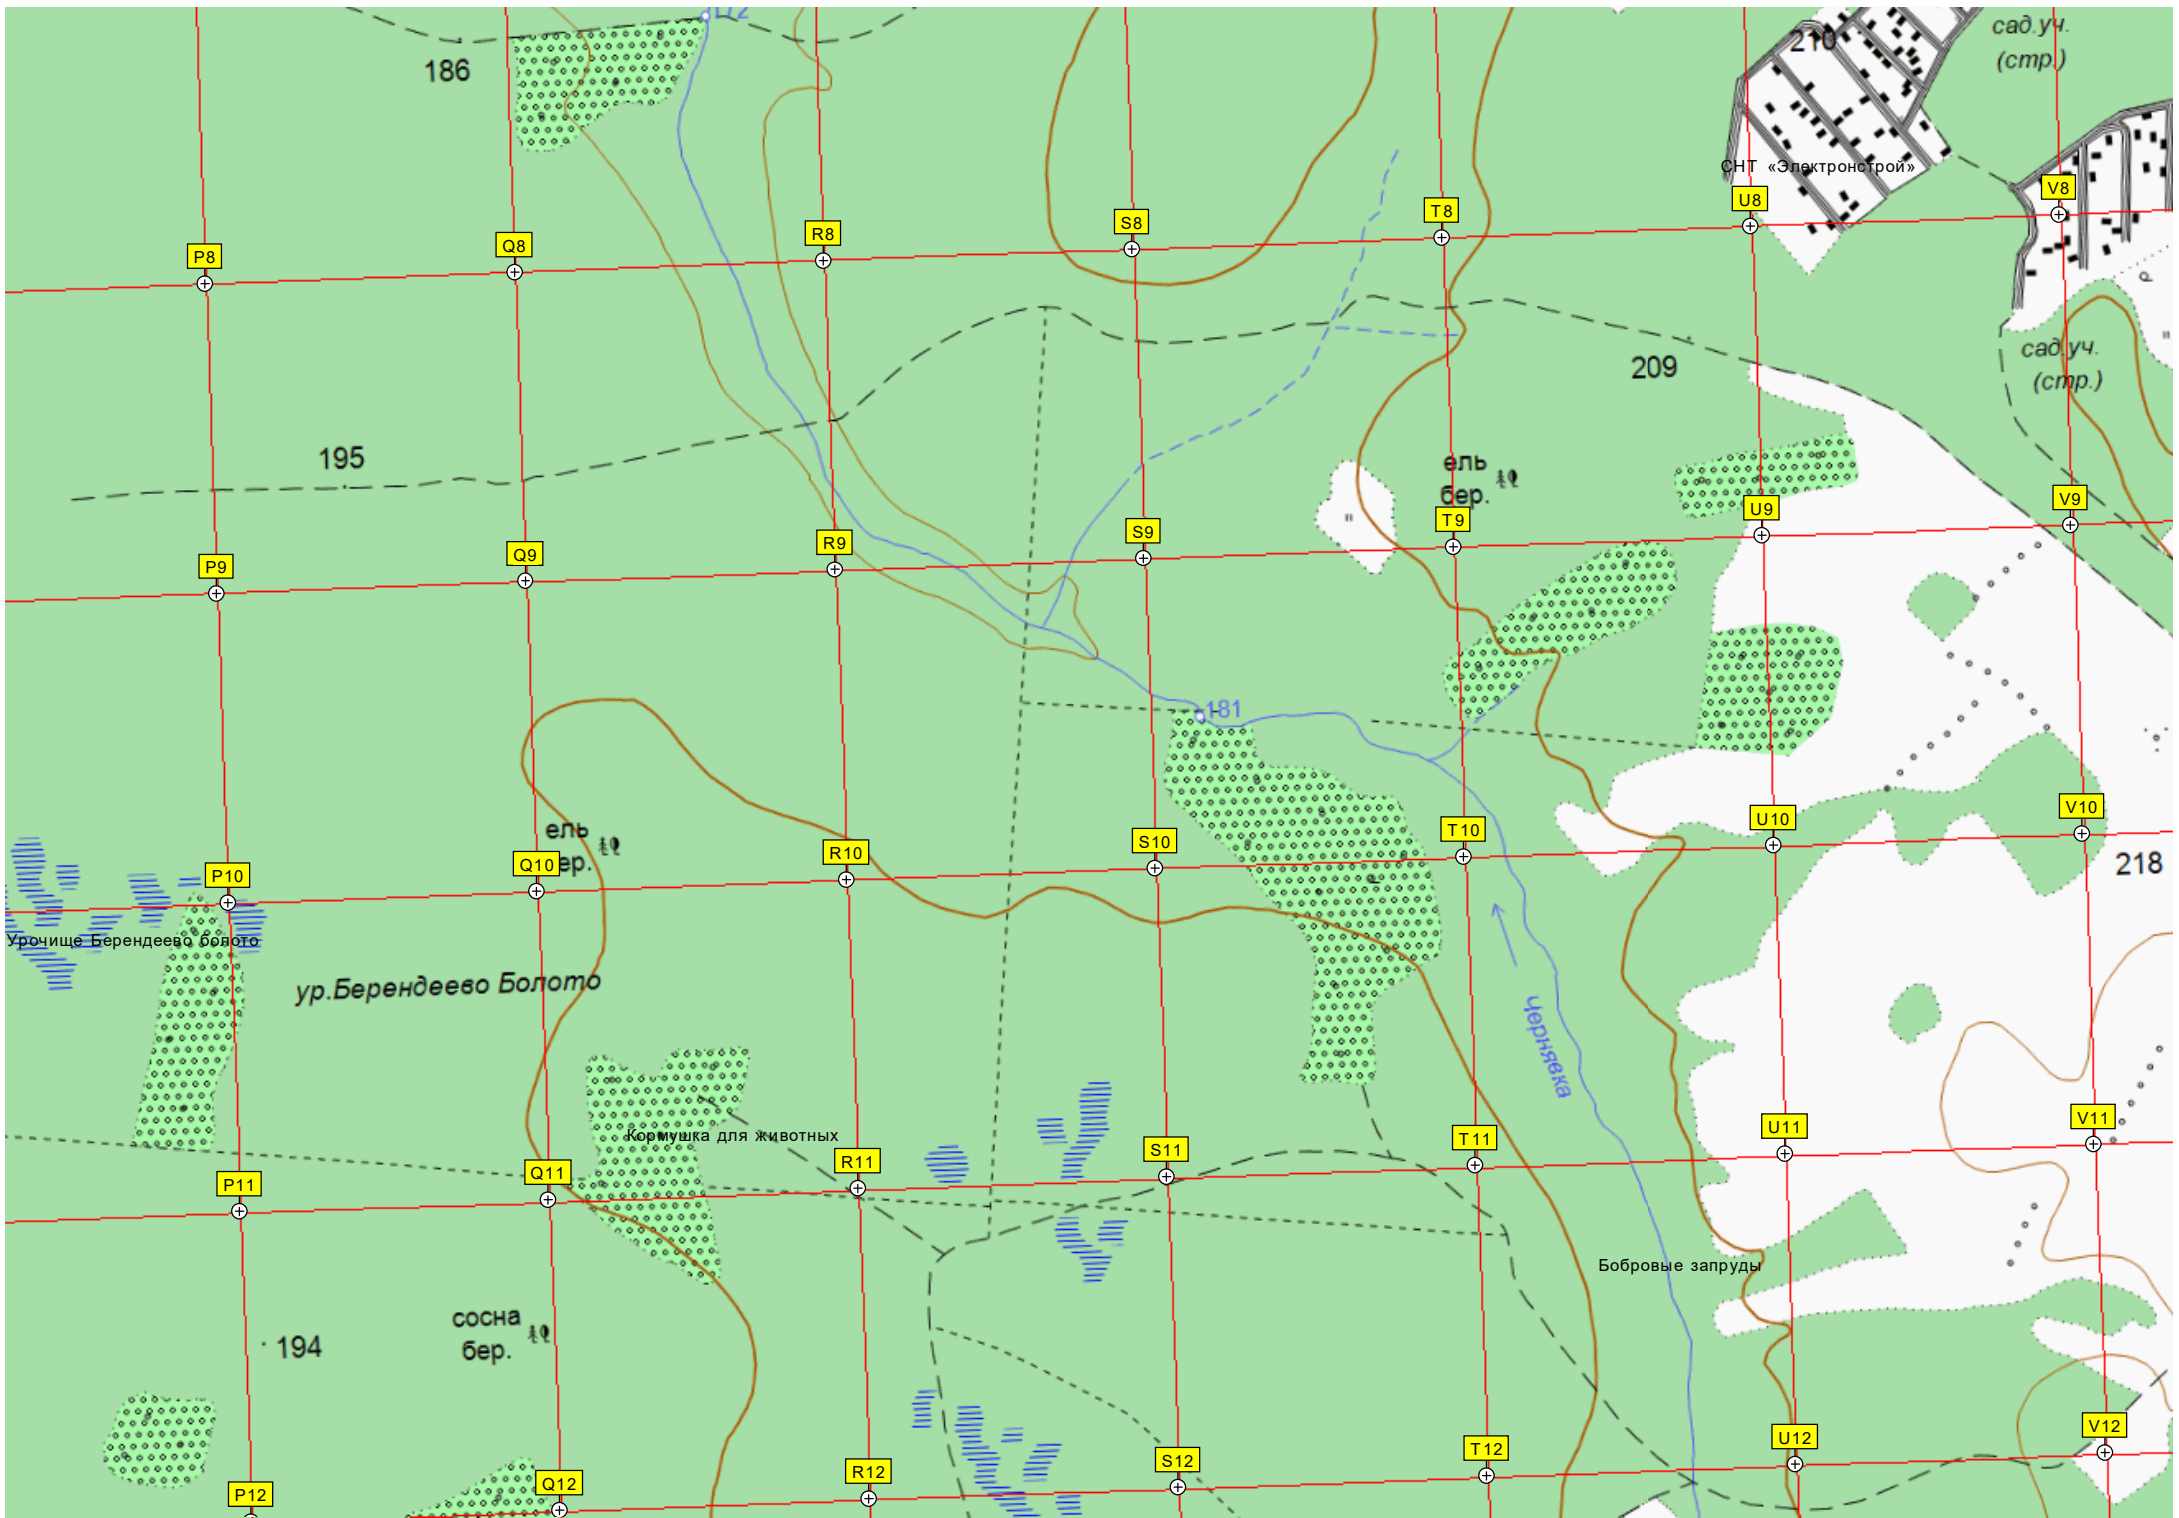 172
186
210
сад.уч.
(стр.)
СНТ «Электронстрой»
P8
Q8
R8
S8
T8
U8
V8
209
сад.уч.
(стр.)
195
ель
бер.
P9
Q9
R9
S9
T9
U9
V9
181
ель
P10
Q10
R10
S10
T10
U10
V10
218
Урочище Берендеево болото
ур.Берендеево Болото
Чернявка
Кормушка для животных
P11
Q11
R11
S11
T11
U11
V11
Бобровые запруды
194
сосна
бер.
P12
Q12
R12
S12
T12
U12
V12